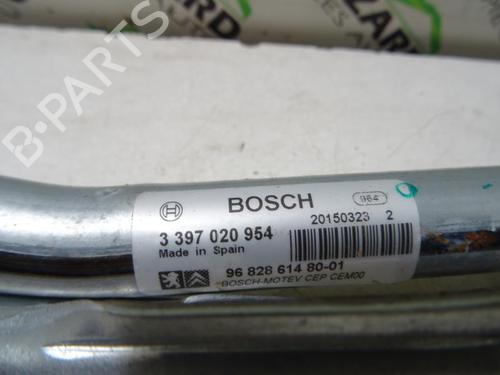 B-PARTS
BOSCH
964
20150323 2
3 397 020 954
Made in Spain
96 828 614 80-01
BOSCH-MOTEV CEP CEM00